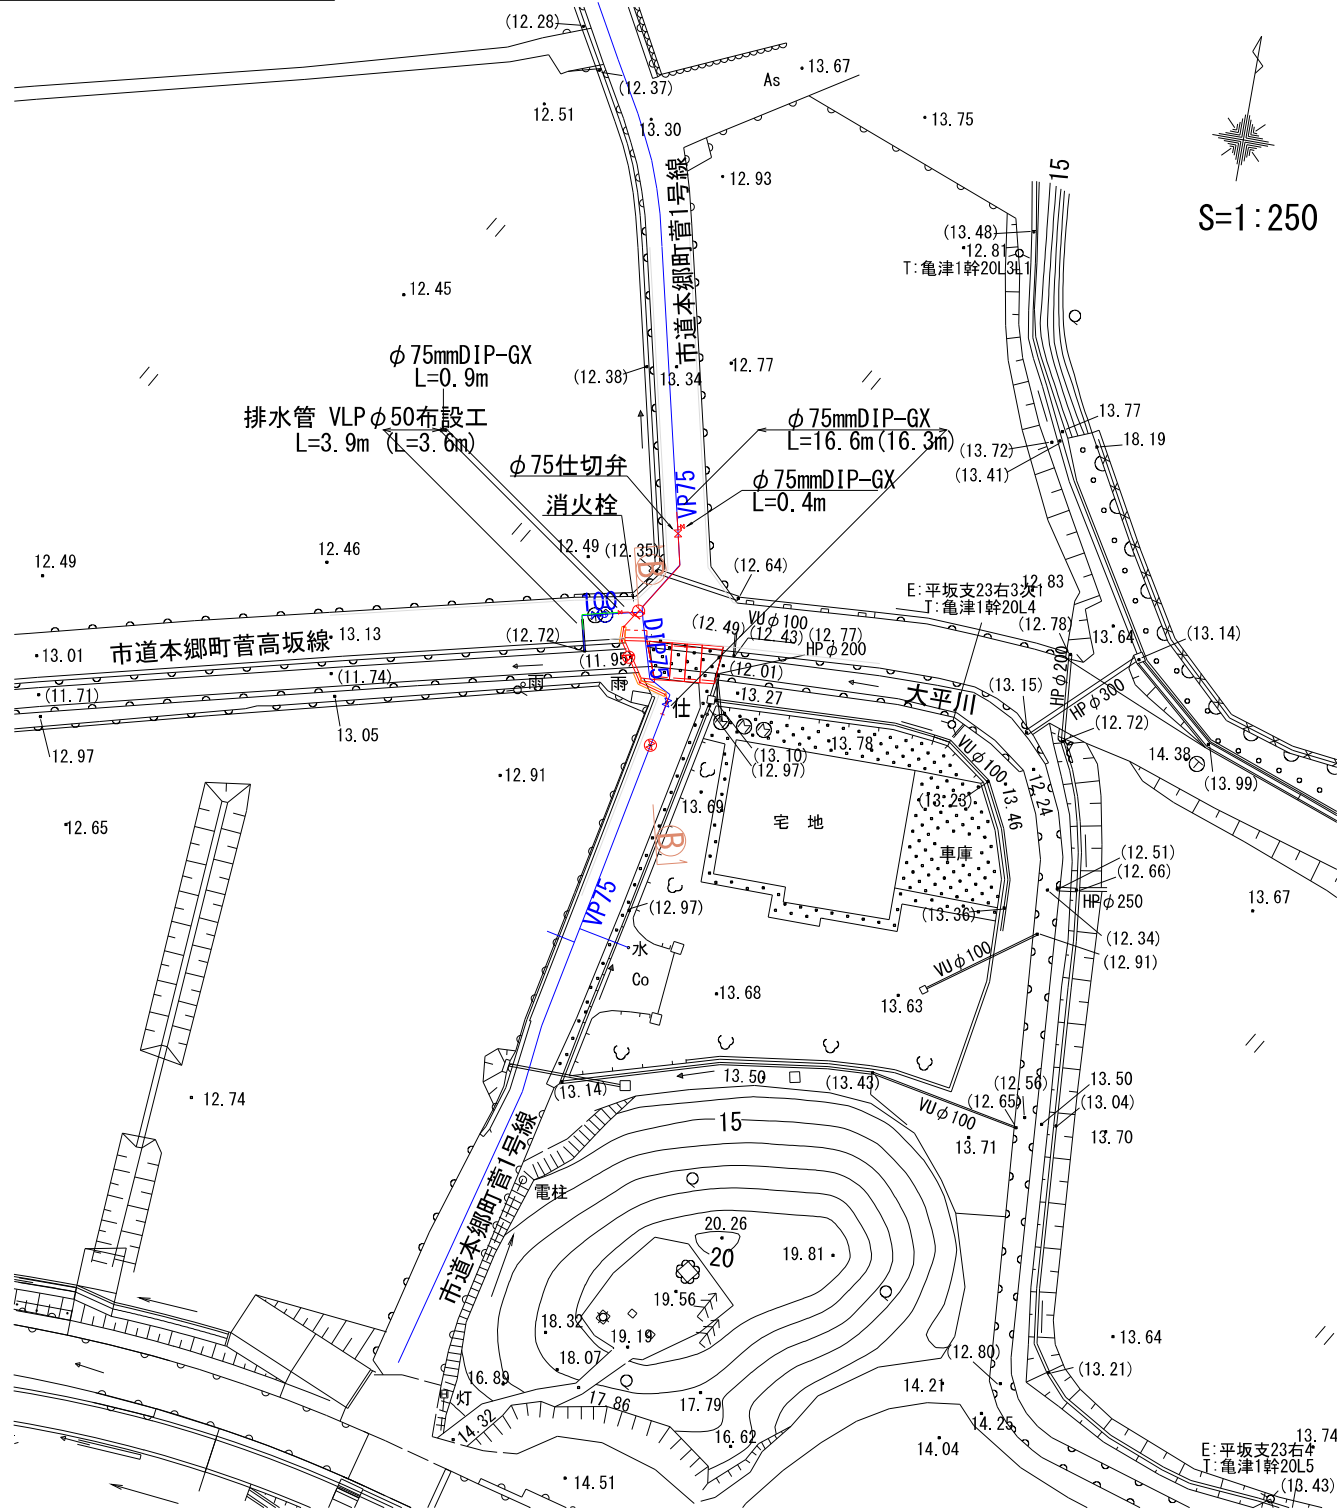 (12.28)
13.67
As
(12.37)
12.51
13.30
13.75
12.93
15
S=1:250
市道本郷町菅1号線
(13.48)
12.81
T:亀津1幹20L3L1
12.45
φ75mmDIP-GX
L=0.9m
(12.38)
13.34
12.77
排水管 VLPφ50布設工
L=3.9m (L=3.6m)
φ75mmDIP-GX
L=16.6m(16.3m)
13.77
18.19
(13.72)
(13.41)
φ75仕切弁
φ75mmDIP-GX
L=0.4m
VP75
消火栓
12.49
12.46
12.49
(12.35)
B
(12.64)
E:平坂支23右3次1
12.83
T:亀津1幹20L4
100
DIP75
VUφ100
(12.49)
(12.43)
(12.77)
HPφ200
(12.78)
13.64
(13.14)
市道本郷町菅高坂線
13.13
13.01
(12.72)
(11.95)
(12.01)
(11.74)
(11.71)
雨
雨
13.27
大平川
(13.15)
HPφ200
HPφ300
(12.72)
仕
13.05
12.97
13.78
(13.10)
(12.97)
VUφ100
14.38
(13.99)
12.91
12.24
13.46
(13.23)
13.69
12.65
宅 地
車庫
B
1
(12.51)
(12.66)
HPφ250
13.67
VP75
(12.97)
(13.36)
(12.34)
(12.91)
水
Co
VUφ100
13.68
13.63
13.50
(13.43)
(12.56)
13.50
(12.65)
(13.04)
(13.14)
12.74
VUφ100
13.71
13.70
15
市道本郷町菅1号線
電柱
20.26
20
19.81
19.56
18.32
19.19
18.07
13.64
(12.80)
(13.21)
16.89
灯
14.32
17.86
17.79
14.21
14.25
16.62
14.04
14.51
13.74
E:平坂支23右4
T:亀津1幹20L5
(13.43)